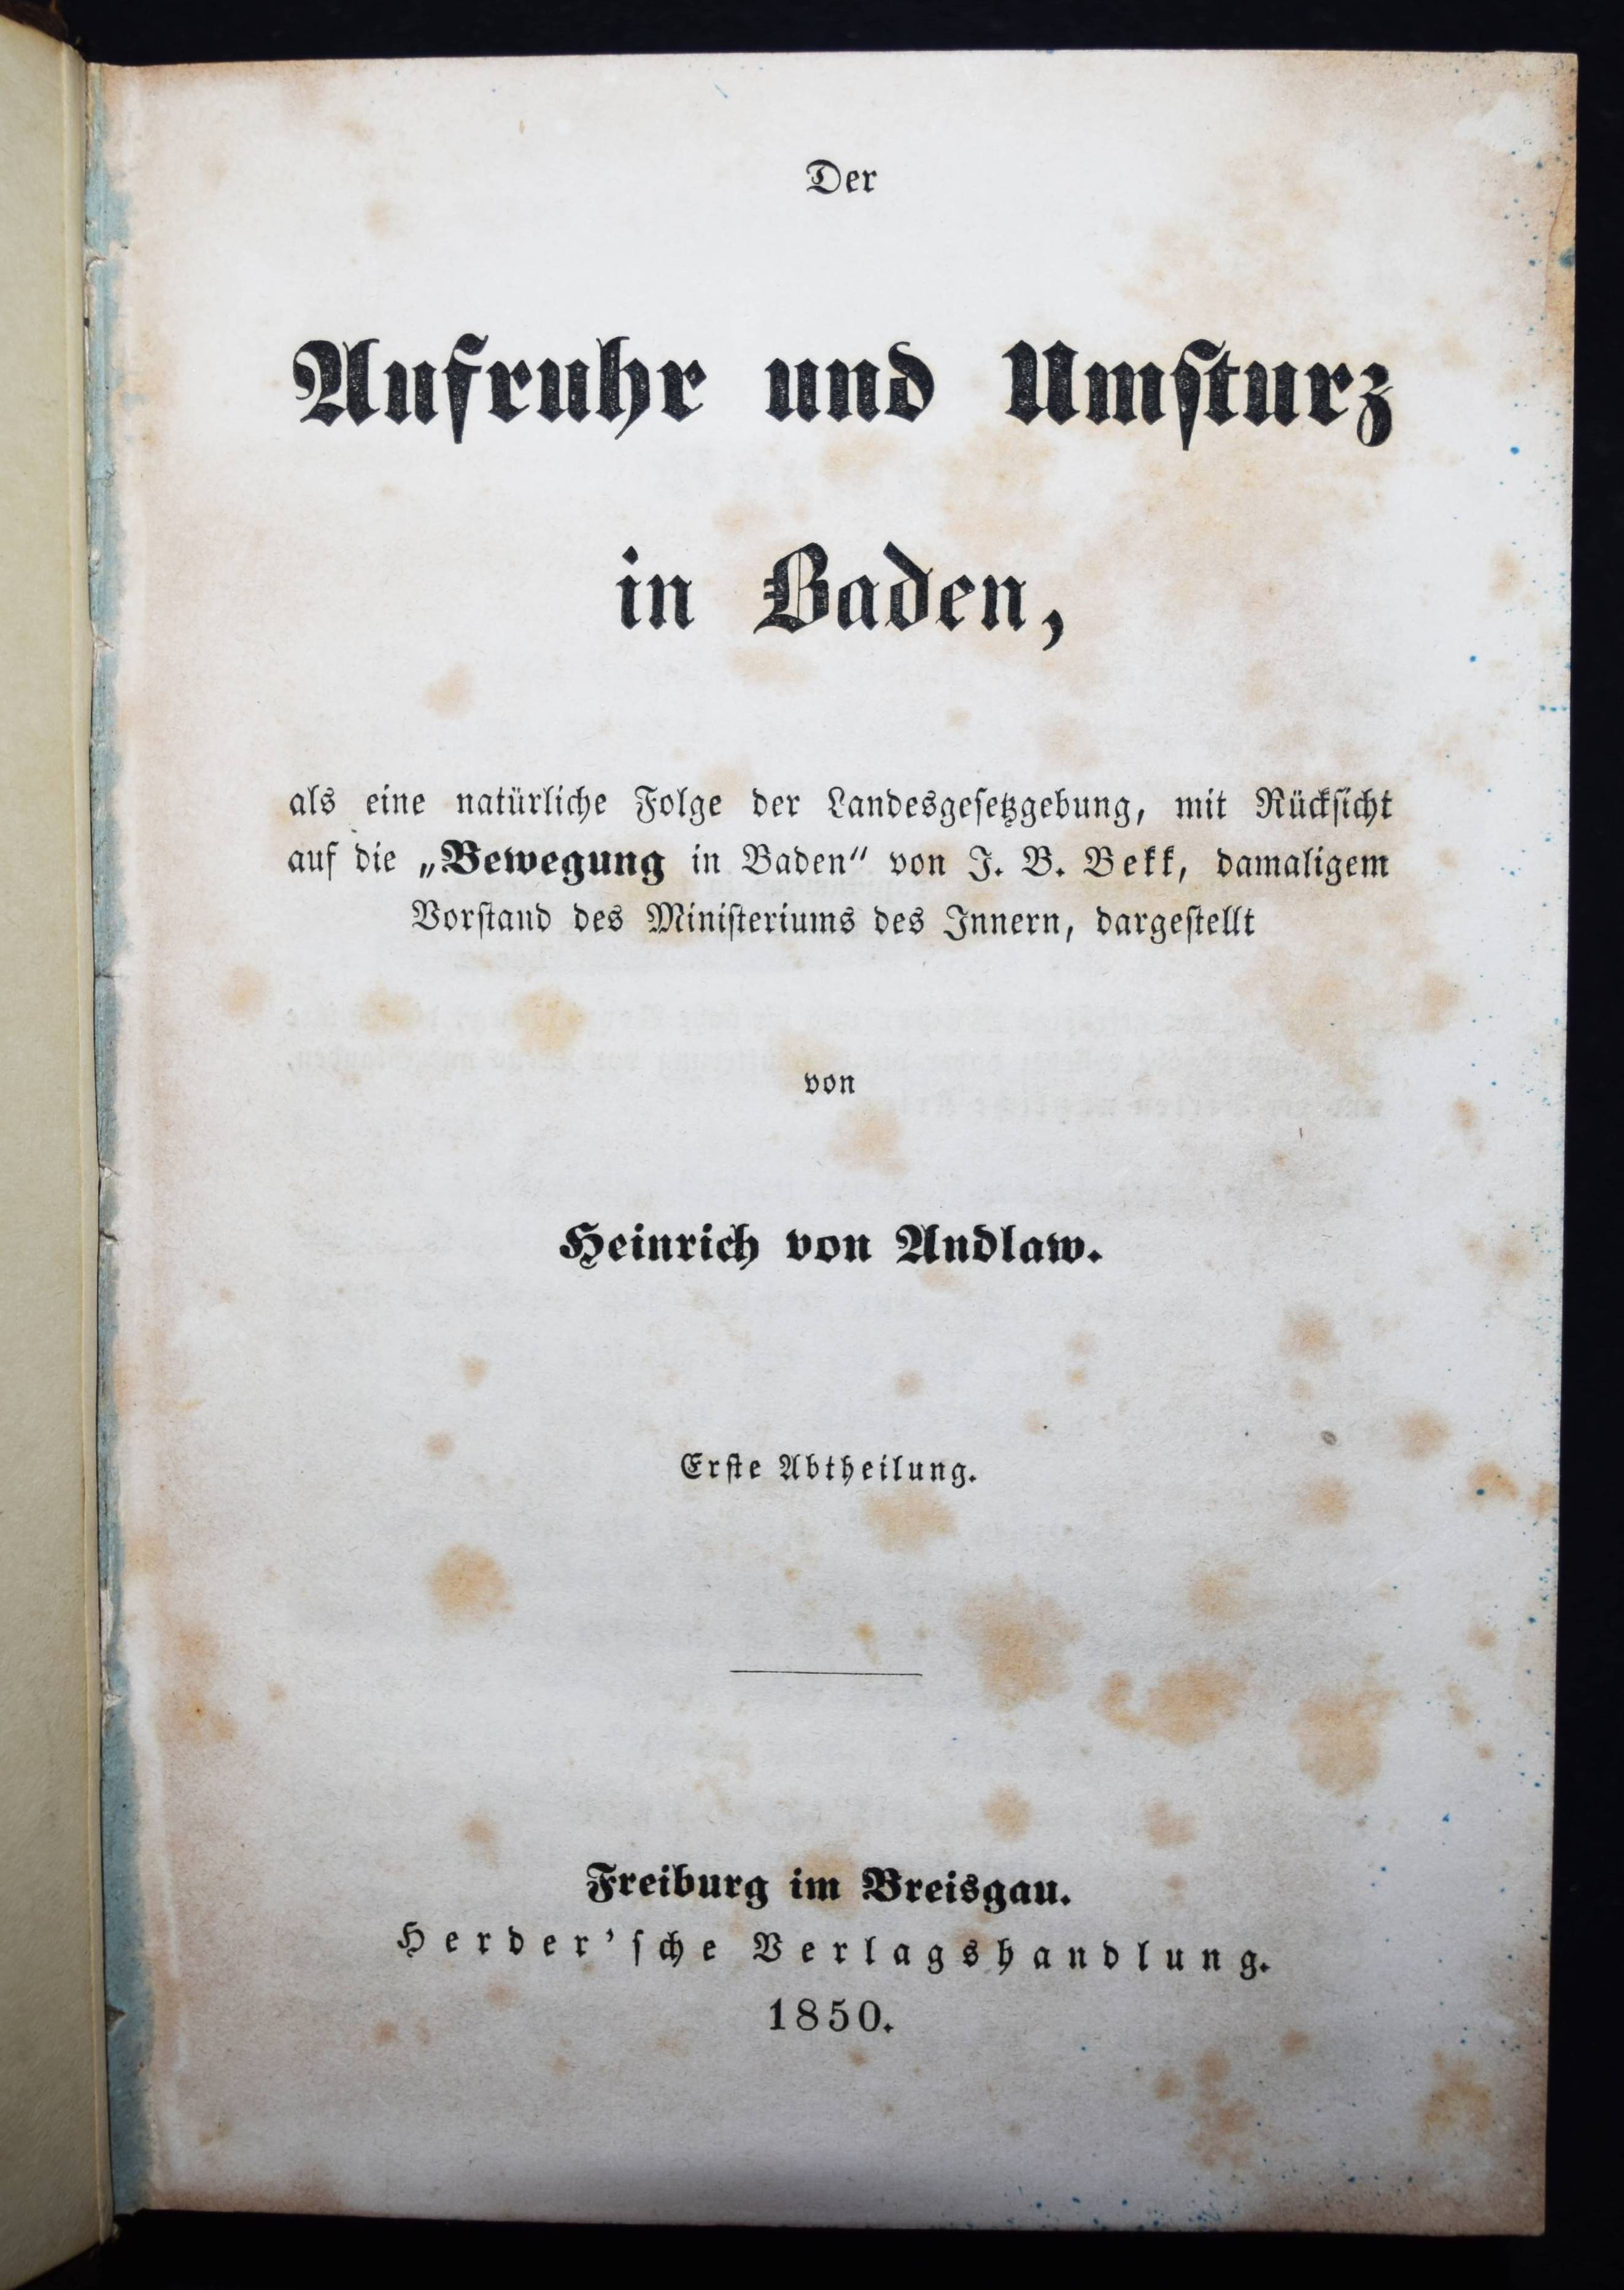 Der
Aufruhr und Umsturz
in Baden,
als eine natürliche Folge der Landesgesetzgebung, mit Rücksicht
auf die „Bewegung in Baden“ von J. B. Bekk, damaligem
Vorstand des Ministeriums des Innern, dargestellt
von
Heinrich von Andlaw.
Erste Abtheilung.
Freiburg im Breisgau.
Herder'sche Verlagshandlung.
1850.